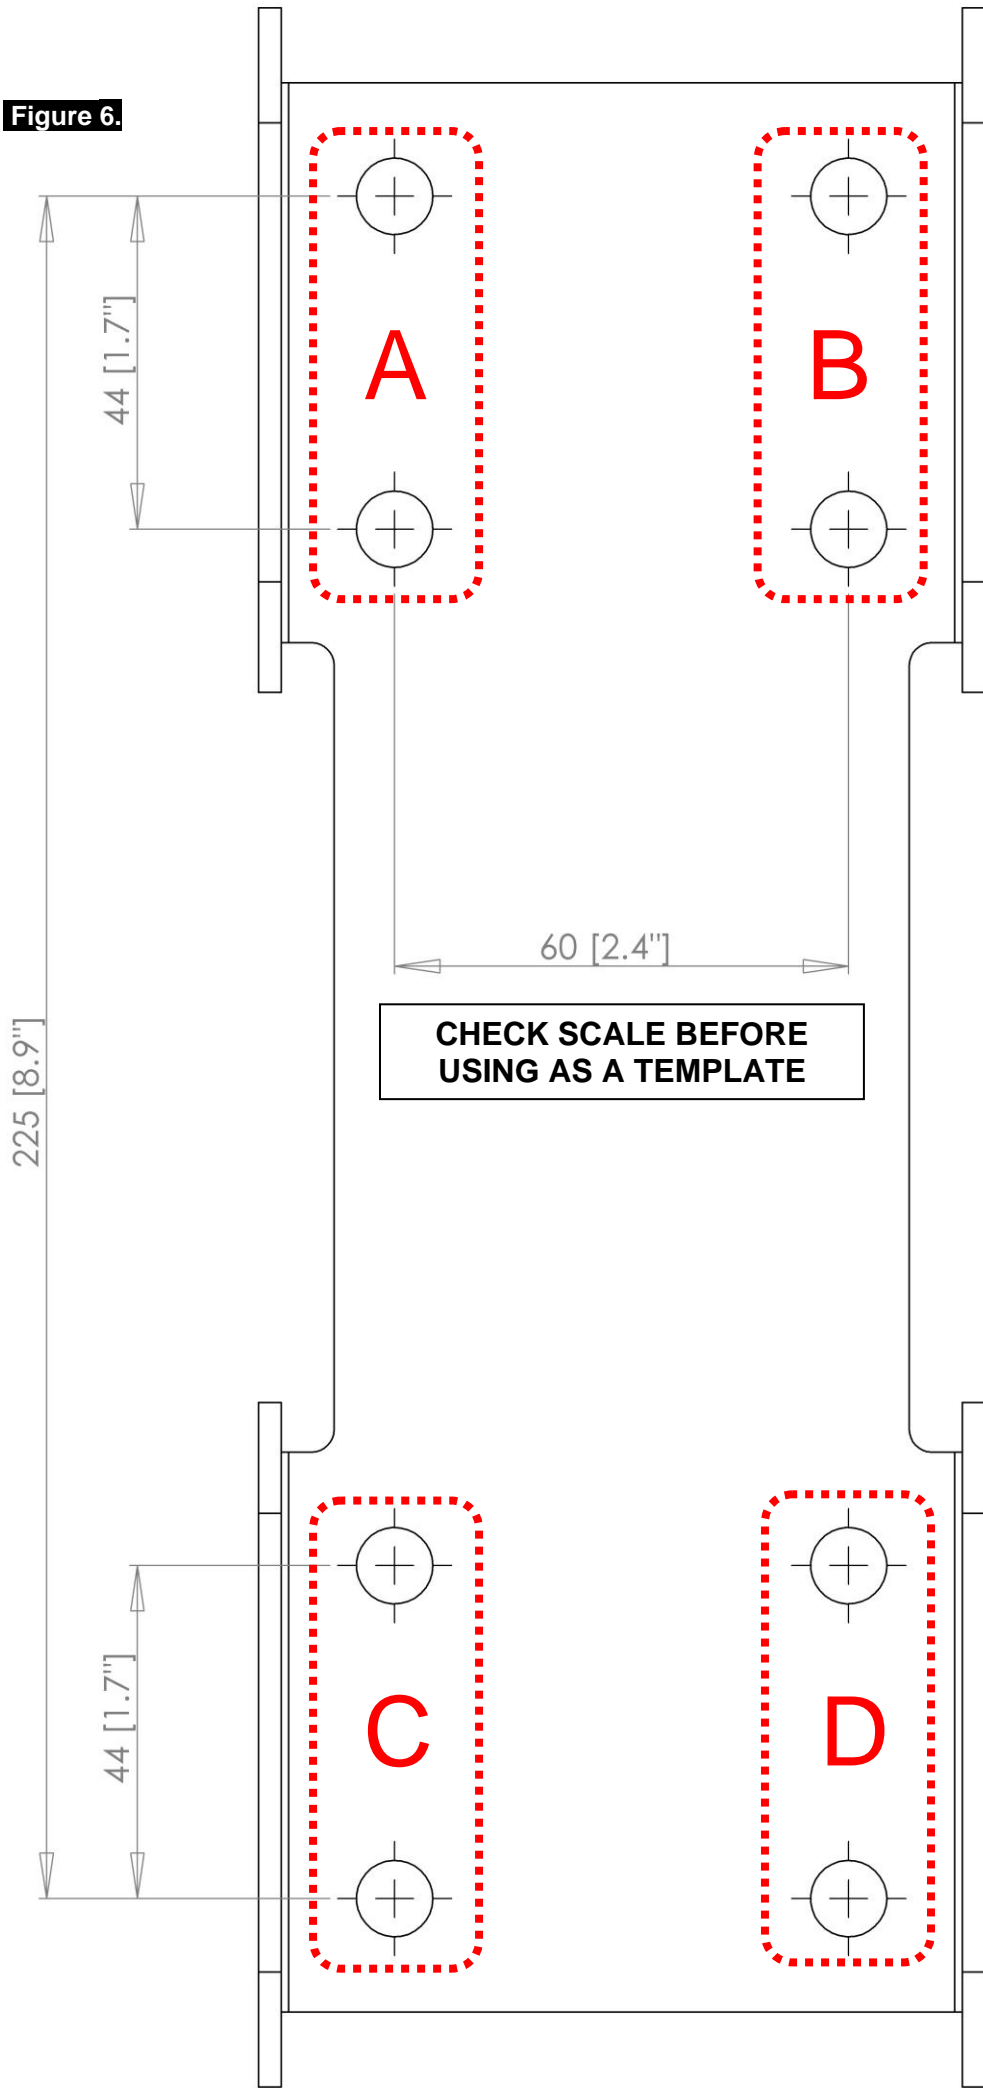 Figure 6.
44 [1.7"]
A
B
60 [2.4"]
CHECK SCALE BEFORE
USING AS A TEMPLATE
225 [8.9"]
44 [1.7"]
C
D